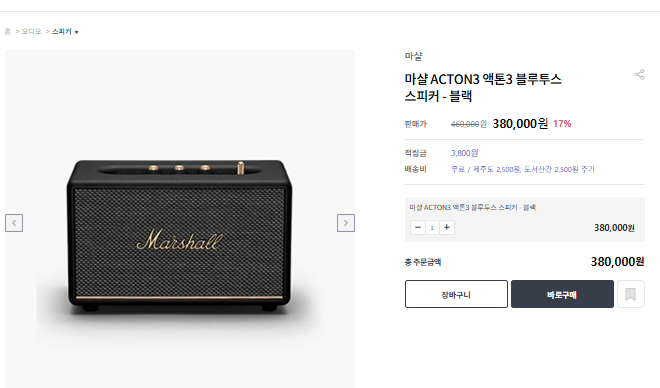 홈 > 오디오 > 스피커
마샬
마샬 ACTON3 액톤3 블루투스
스피커 - 블랙
판매가 460,000원 380,000원 17%
적립금 3,800원
배송비 무료 / 제주도 2,500원, 도서산간 2,500원 추가
Marshall
마샬 ACTON3 액톤3 블루투스 스피커 - 블랙
- 1 + 380,000원
총 주문금액 380,000원
장바구니 바로구매